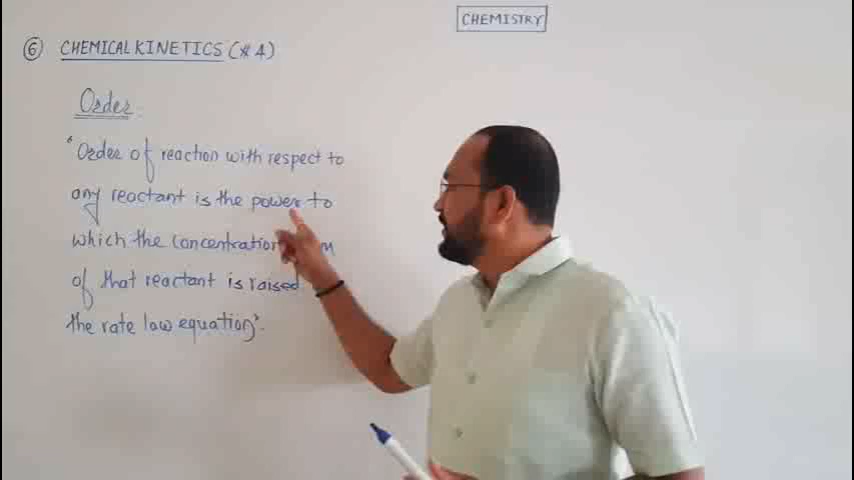 CHEMISTRY
⑥ CHEMICAL KINETICS (# 4)
Order:
"Order of reaction with respect to
any reactant is the power to
which the concentration
of that reactant is raised
the rate law equation".